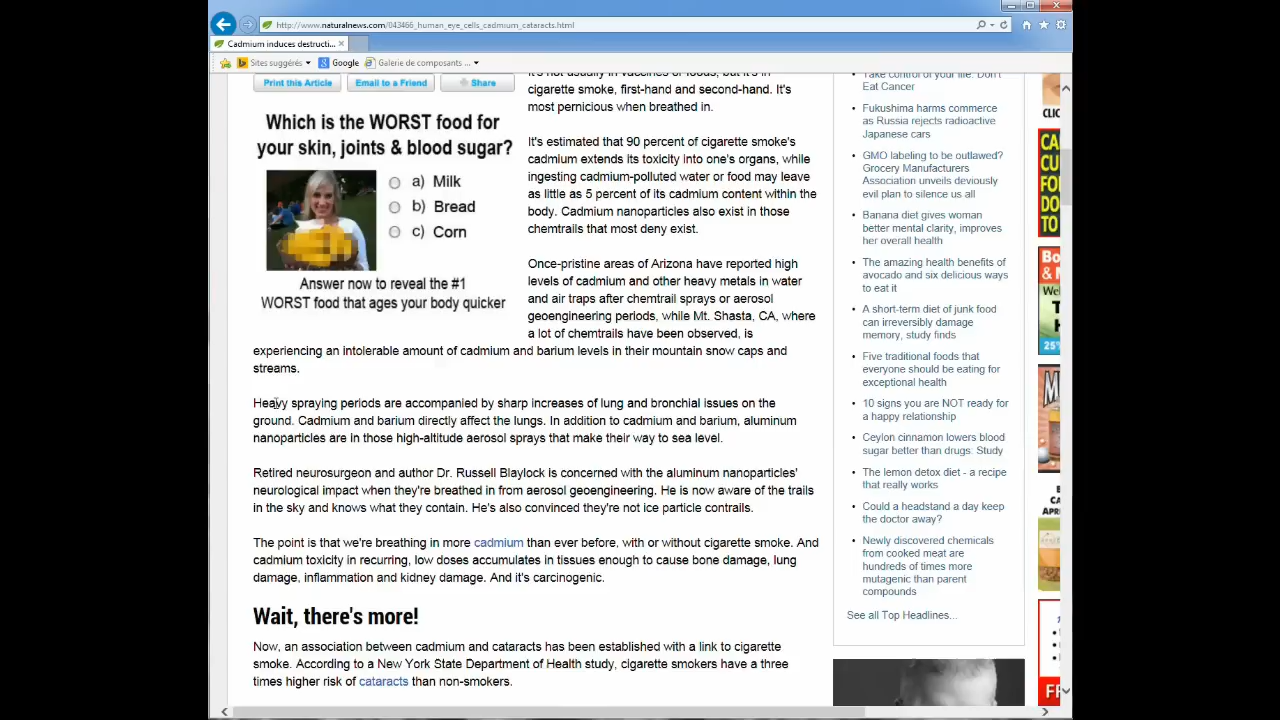 http://www.naturalnews.com/043466_human_eye_cells_cadmium_cataracts.html
Cadmium induces destructi...
Sites suggérés
Google
Galerie de composants ...
Print this Article
Email to a Friend
Share
Which is the WORST food for
your skin, joints & blood sugar?
a) Milk
b) Bread
c) Corn
Answer now to reveal the #1
WORST food that ages your body quicker
It's not usually in vaccines or foods, but it's in
cigarette smoke, first-hand and second-hand. It's
most pernicious when breathed in.
It's estimated that 90 percent of cigarette smoke's
cadmium extends its toxicity into one's organs, while
ingesting cadmium-polluted water or food may leave
as little as 5 percent of its cadmium content within the
body. Cadmium nanoparticles also exist in those
chemtrails that most deny exist.
Once-pristine areas of Arizona have reported high
levels of cadmium and other heavy metals in water
and air traps after chemtrail sprays or aerosol
geoengineering periods, while Mt. Shasta, CA, where
a lot of chemtrails have been observed, is
experiencing an intolerable amount of cadmium and barium levels in their mountain snow caps and
streams.
Heavy spraying periods are accompanied by sharp increases of lung and bronchial issues on the
ground. Cadmium and barium directly affect the lungs. In addition to cadmium and barium, aluminum
nanoparticles are in those high-altitude aerosol sprays that make their way to sea level.
Retired neurosurgeon and author Dr. Russell Blaylock is concerned with the aluminum nanoparticles'
neurological impact when they're breathed in from aerosol geoengineering. He is now aware of the trails
in the sky and knows what they contain. He's also convinced they're not ice particle contrails.
The point is that we're breathing in more cadmium than ever before, with or without cigarette smoke. And
cadmium toxicity in recurring, low doses accumulates in tissues enough to cause bone damage, lung
damage, inflammation and kidney damage. And it's carcinogenic.
Wait, there's more!
Now, an association between cadmium and cataracts has been established with a link to cigarette
smoke. According to a New York State Department of Health study, cigarette smokers have a three
times higher risk of cataracts than non-smokers.
Take control of your life: Don't
Eat Cancer
Fukushima harms commerce
as Russia rejects radioactive
Japanese cars
GMO labeling to be outlawed?
Grocery Manufacturers
Association unveils deviously
evil plan to silence us all
Banana diet gives woman
better mental clarity, improves
her overall health
The amazing health benefits of
avocado and six delicious ways
to eat it
A short-term diet of junk food
can irreversibly damage
memory, study finds
Five traditional foods that
everyone should be eating for
exceptional health
10 signs you are NOT ready for
a happy relationship
Ceylon cinnamon lowers blood
sugar better than drugs: Study
The lemon detox diet - a recipe
that really works
Could a headstand a day keep
the doctor away?
Newly discovered chemicals
from cooked meat are
hundreds of times more
mutagenic than parent
compounds
See all Top Headlines...
CLIC
CA
CU
FO
DO
TO
Bo
& M
We
T
H
25%
M
FR